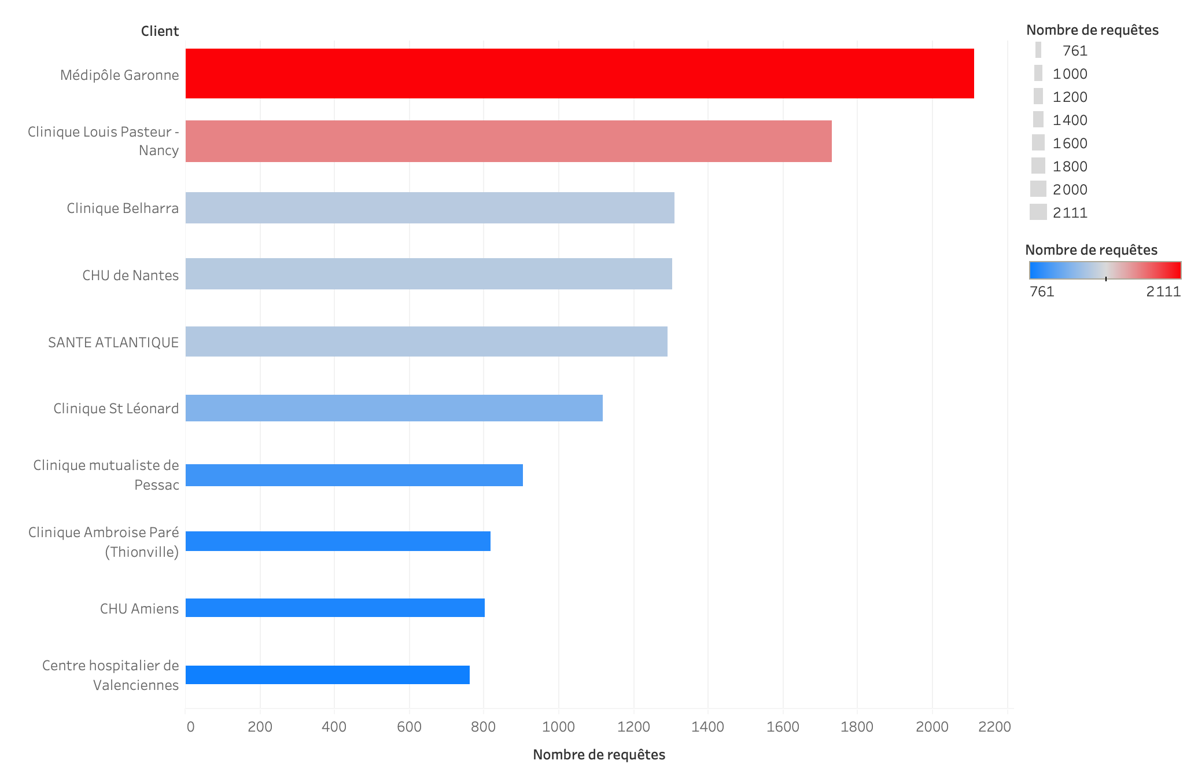 Client
Médipôle Garonne
Clinique Louis Pasteur -
Nancy
Clinique Belharra
CHU de Nantes
SANTE ATLANTIQUE
Clinique St Léonard
Clinique mutualiste de
Pessac
Clinique Ambroise Paré
(Thionville)
CHU Amiens
Centre hospitalier de
Valenciennes
0 200 400 600 800 1000 1200 1400 1600 1800 2000 2200
Nombre de requêtes
Nombre de requêtes
761
1000
1200
1400
1600
1800
2000
2111
Nombre de requêtes
761 2111